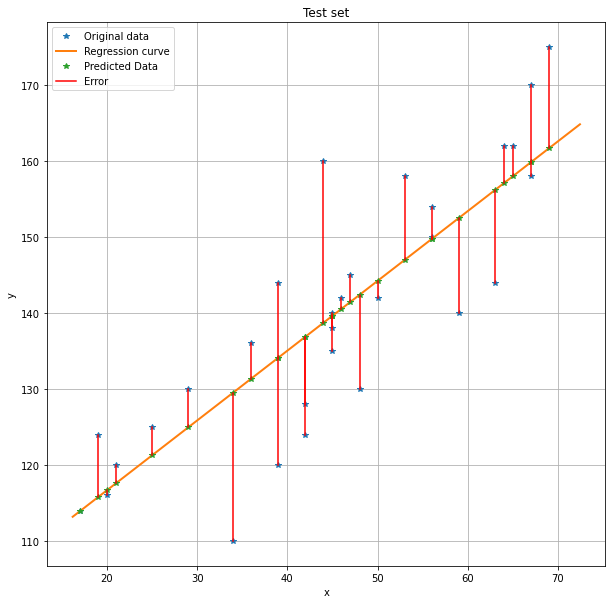 Test set
Original data
Regression curve
Predicted Data
Error
170
160
150
140
130
120
110
y
20 30 40 50 60 70
x